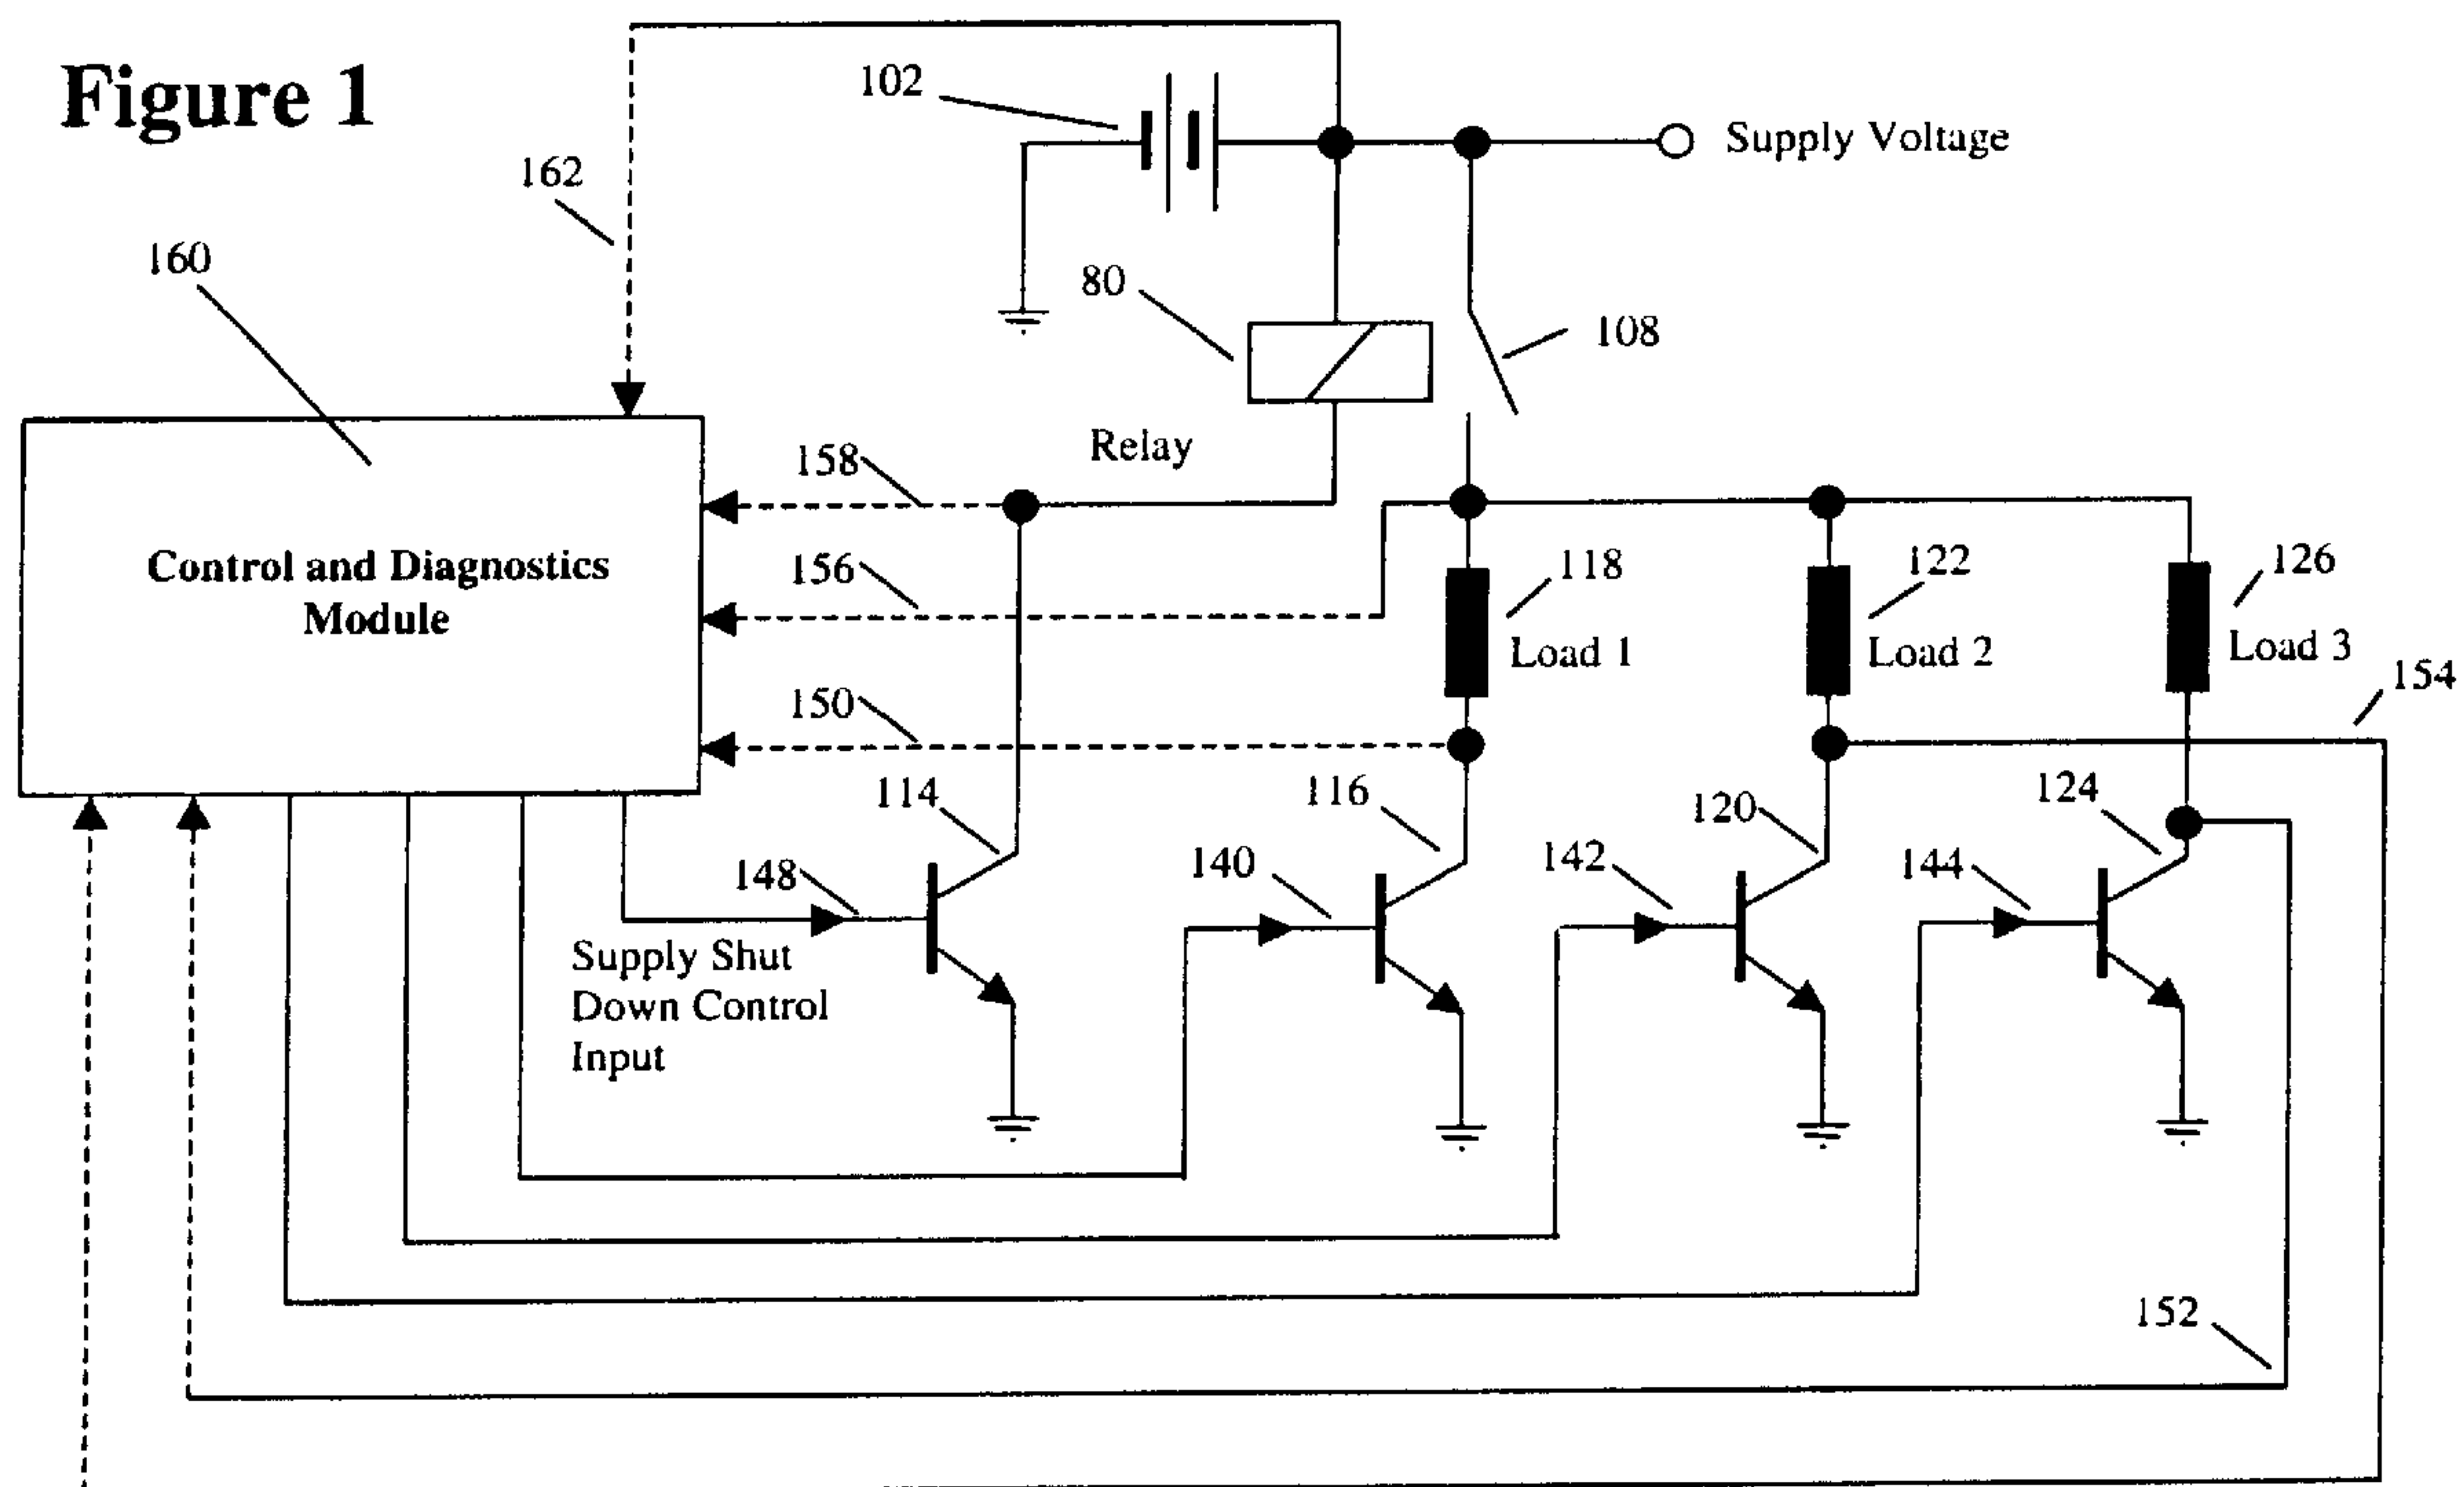 Figure 1
102
Supply Voltage
162
160
80
108
158
Relay
156
118
122
126
Control and Diagnostics
Module
Load 1
Load 2
Load 3
154
150
114
116
120
124
148
140
142
144
Supply Shut
Down Control
Input
152